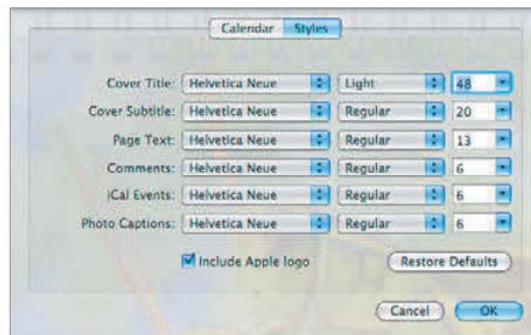 Calendar Styles
Cover Title: Helvetica Neue Light 48
Cover Subtitle: Helvetica Neue Regular 20
Page Text: Helvetica Neue Regular 13
Comments: Helvetica Neue Regular 6
iCal Events: Helvetica Neue Regular 6
Photo Captions: Helvetica Neue Regular 6
Include Apple logo Restore Defaults
Cancel OK